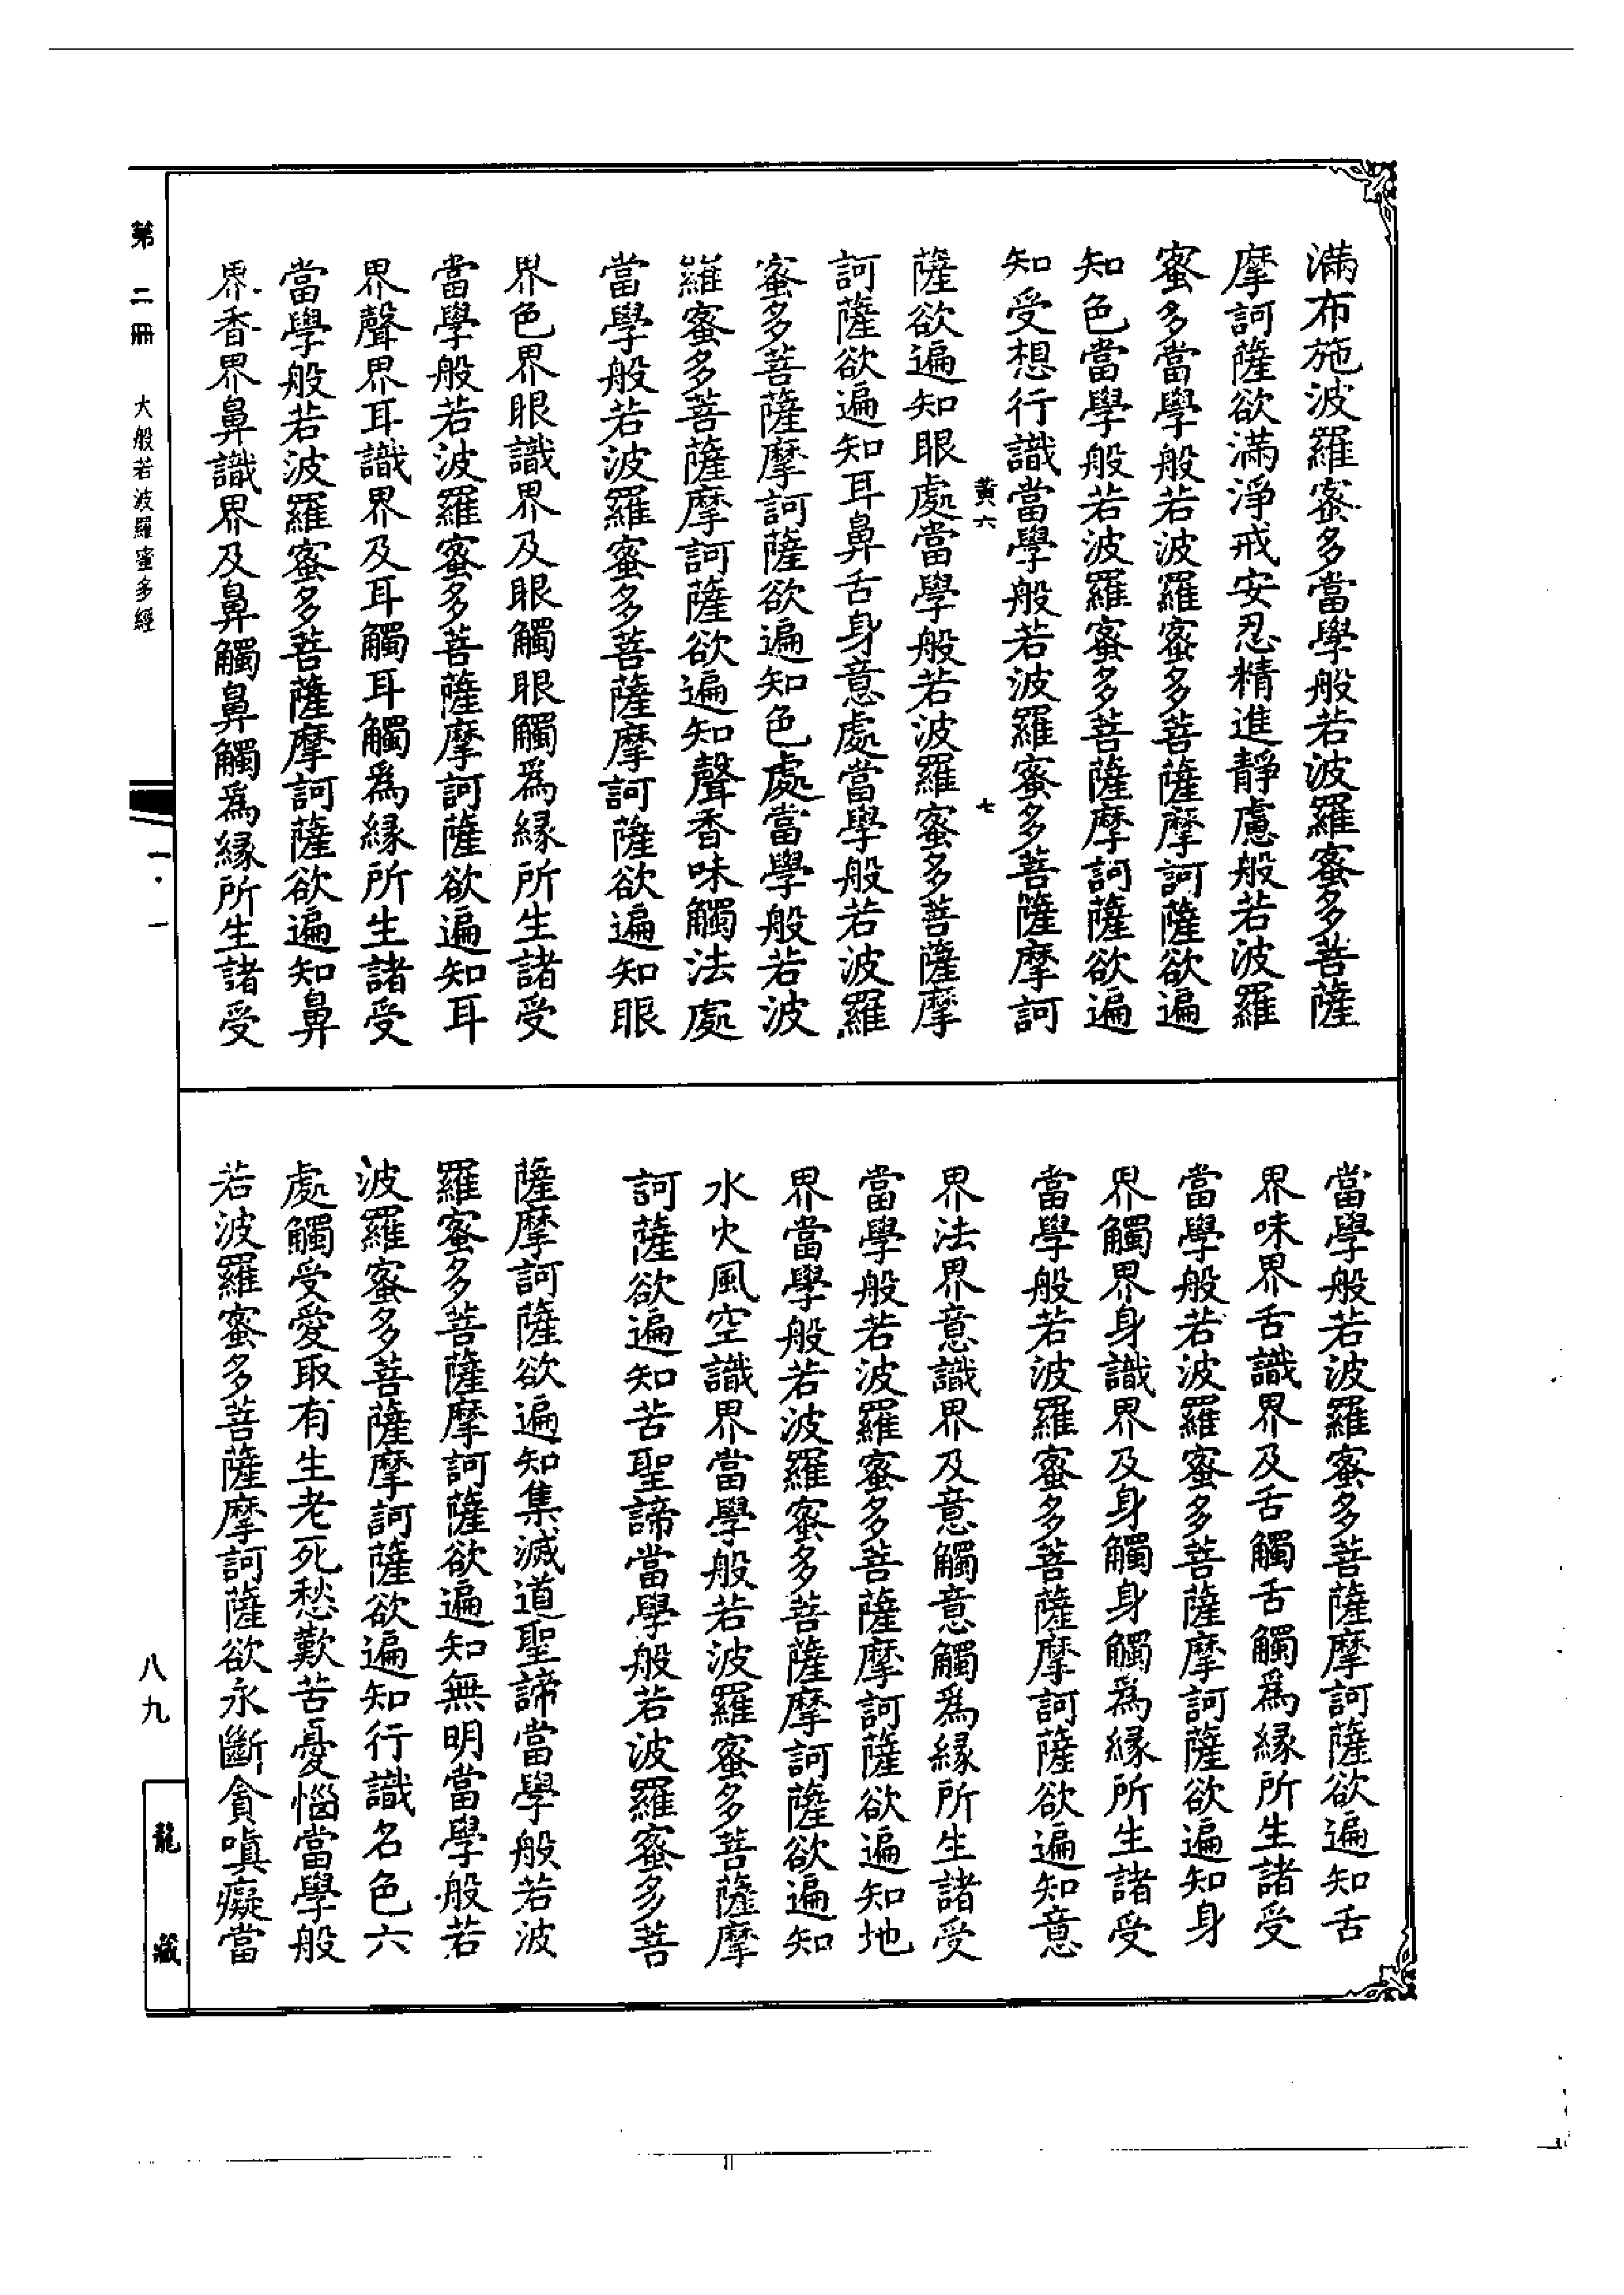 滿布施波羅蜜多當學般若波羅蜜多菩薩
摩訶薩欲滿淨戒安忍精進靜慮般若波羅
蜜多當學般若波羅蜜多菩薩摩訶薩欲遍
知色當學般若波羅蜜多菩薩摩訶薩欲遍
知受想行識當學般若波羅蜜多菩薩摩訶
黃六 七
薩欲遍知眼處當學般若波羅蜜多菩薩摩
訶薩欲遍知耳鼻舌身意處當學般若波羅
蜜多菩薩摩訶薩欲遍知色處當學般若波
羅蜜多菩薩摩訶薩欲遍知聲香味觸法處
當學般若波羅蜜多菩薩摩訶薩欲遍知眼
界色界眼識界及眼觸眼觸為緣所生諸受
當學般若波羅蜜多菩薩摩訶薩欲遍知耳
界聲界耳識界及耳觸耳觸為緣所生諸受
當學般若波羅蜜多菩薩摩訶薩欲遍知鼻
界香界鼻識界及鼻觸鼻觸為緣所生諸受
當學般若波羅蜜多菩薩摩訶薩欲遍知舌
界味界舌識界及舌觸舌觸為緣所生諸受
當學般若波羅蜜多菩薩摩訶薩欲遍知身
界觸界身識界及身觸身觸為緣所生諸受
當學般若波羅蜜多菩薩摩訶薩欲遍知意
界法界意識界及意觸意觸為緣所生諸受
當學般若波羅蜜多菩薩摩訶薩欲遍知地
界當學般若波羅蜜多菩薩摩訶薩欲遍知
水火風空識界當學般若波羅蜜多菩薩摩
訶薩欲遍知苦聖諦當學般若波羅蜜多菩
薩摩訶薩欲遍知集滅道聖諦當學般若波
羅蜜多菩薩摩訶薩欲遍知無明當學般若
波羅蜜多菩薩摩訶薩欲遍知行識名色六
處觸受愛取有生老死愁歎苦憂惱當學般
若波羅蜜多菩薩摩訶薩欲永斷貪嗔癡當
第二冊 大般若波羅蜜多經
一·一
八九
龍藏